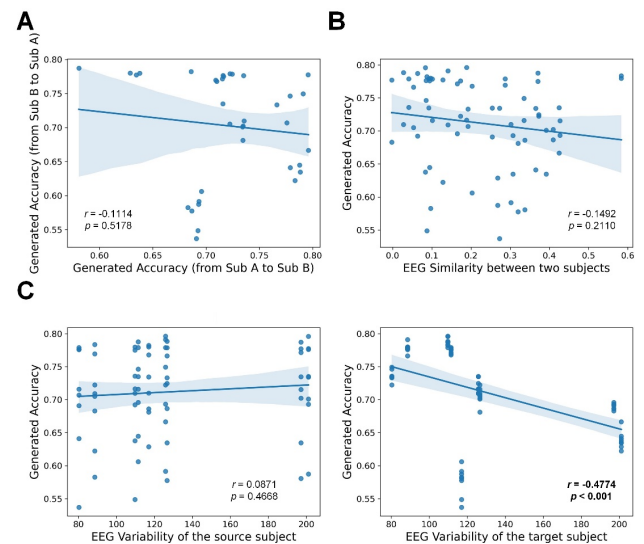 A
Generated Accuracy (from Sub B to Sub A)
0.80
0.75
0.70
0.65
0.60
0.55
r = -0.1114
p = 0.5178
0.60 0.65 0.70 0.75 0.80
Generated Accuracy (from Sub A to Sub B)
B
Generated Accuracy
0.80
0.75
0.70
0.65
0.60
0.55
r = -0.1492
p = 0.2110
0.0 0.1 0.2 0.3 0.4 0.5 0.6
EEG Similarity between two subjects
C
Generated Accuracy
0.80
0.75
0.70
0.65
0.60
0.55
r = 0.0871
p = 0.4668
80 100 120 140 160 180 200
EEG Variability of the source subject
Generated Accuracy
0.80
0.75
0.70
0.65
0.60
0.55
r = -0.4774
p < 0.001
80 100 120 140 160 180 200
EEG Variability of the target subject